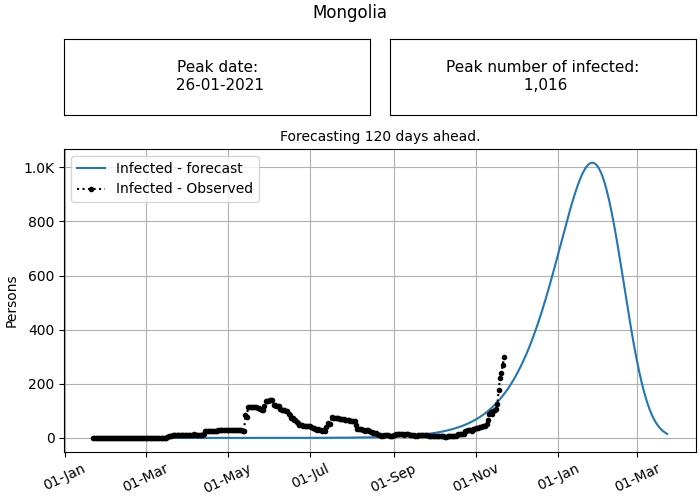 Mongolia
Peak date:
26-01-2021
Peak number of infected:
1,016
Forecasting 120 days ahead.
Infected - forecast
Infected - Observed
Persons
1.0K
800
600
400
200
0
01-Jan
01-Mar
01-May
01-Jul
01-Sep
01-Nov
01-Jan
01-Mar